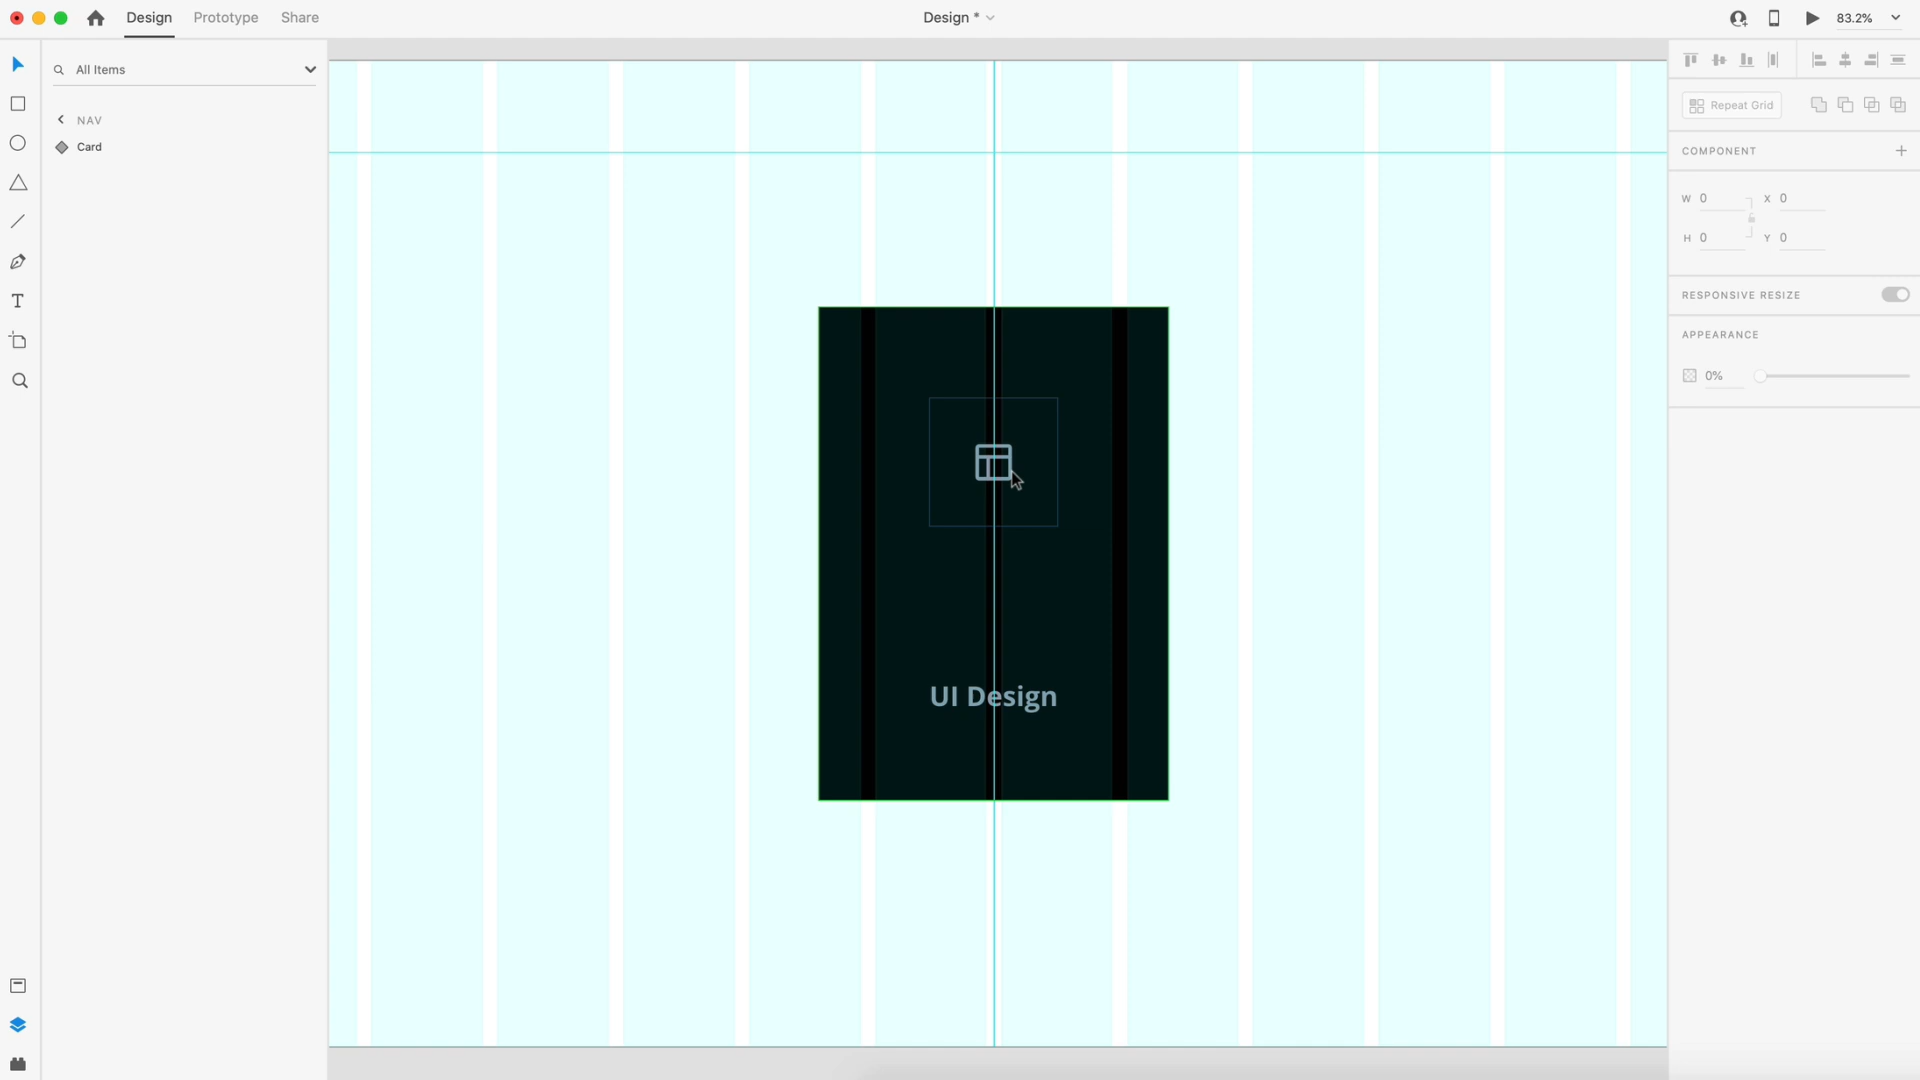 Design
Prototype
Share
Design *
83.2%
All Items
NAV
Card
T
UI Design
Repeat Grid
COMPONENT
W 0
X 0
H 0
Y 0
RESPONSIVE RESIZE
APPEARANCE
0%